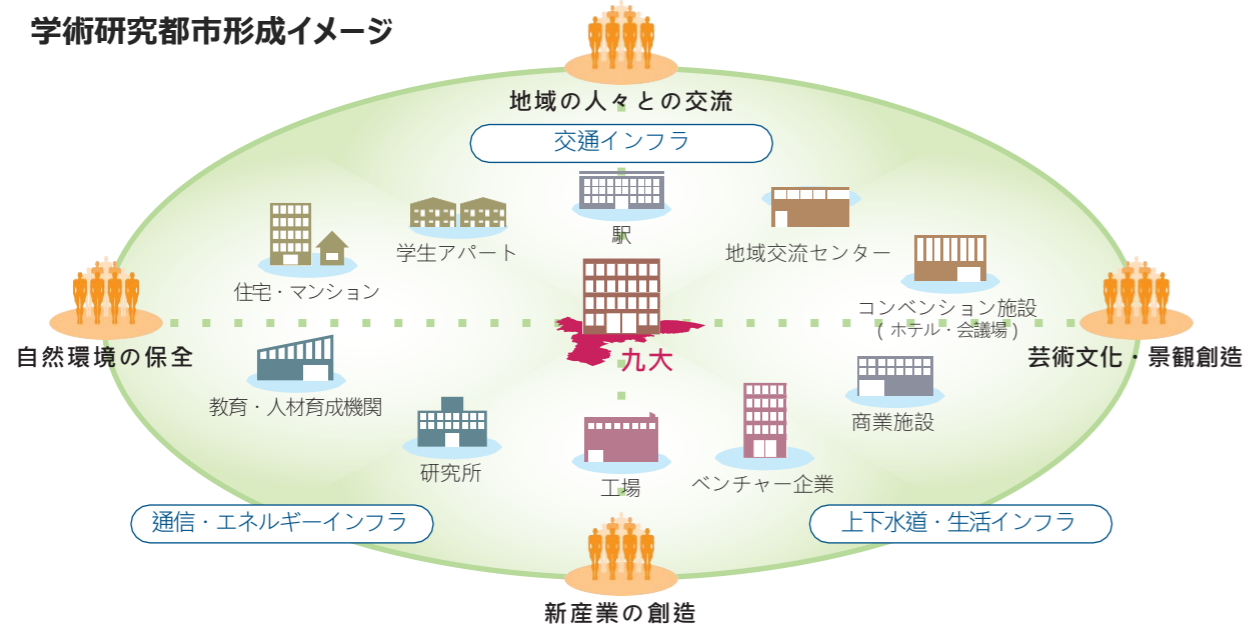 学術研究都市形成イメージ
地域の人々との交流
交通インフラ
駅
学生アパート
地域交流センター
住宅・マンション
コンベンション施設
( ホテル・会議場 )
自然環境の保全
九大
芸術文化・景観創造
教育・人材育成機関
商業施設
研究所
工場
ベンチャー企業
通信・エネルギーインフラ
上下水道・生活インフラ
新産業の創造